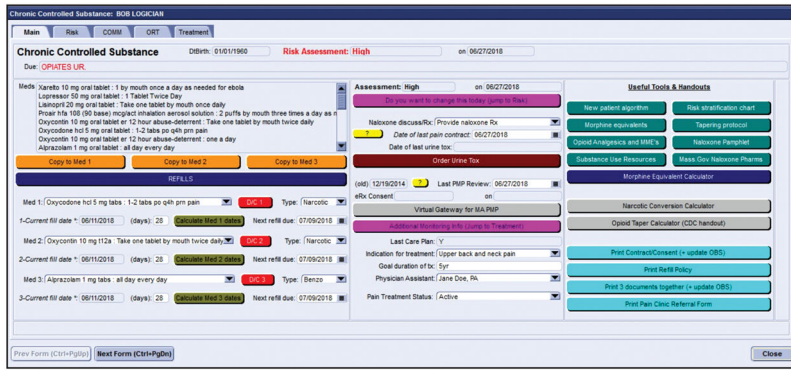 Chronic Controlled Substance: BOB LOGICIAN
Main Risk COMM ORT Treatment
Chronic Controlled Substance DtBirth: 01/01/1960 Risk Assessment: High on 06/27/2018
Due: OPIATES UR,
Meds Xarelto 10 mg oral tablet : 1 by mouth once a day as needed for ebola
Lopressor 50 mg oral tablet : 1 Tablet Twice Day
Lisinopril 20 mg oral tablet : Take one tablet by mouth once daily
Proair hfa 108 (90 base) mcg/act inhalation aerosol solution : 2 puffs by mouth three times a day as n
Oxycontin 10 mg oral tablet er 12 hour abuse-deterrent : Take one tablet by mouth twice daily
Oxycodone hcl 5 mg oral tablet : 1-2 tabs po q4h prn pain
Oxycontin 10 mg oral tablet er 12 hour abuse-deterrent : one a day
Alprazolam 1 mg oral tablet : all day every day
Copy to Med 1 Copy to Med 2 Copy to Med 3
REFILLS
Med 1: Oxycodone hcl 5 mg tabs : 1-2 tabs po q4h prn pain D/C 1 Type: Narcotic
1-Current fill date *: 06/11/2018 (days): 28 Calculate Med 1 dates Next refill due: 07/09/2018
Med 2: Oxycontin 10 mg t12a : Take one tablet by mouth twice daily D/C 2 Type: Narcotic
2-Current fill date *: 06/11/2018 (days): 28 Calculate Med 2 dates Next refill due: 07/09/2018
Med 3: Alprazolam 1 mg tabs : all day every day D/C 3 Type: Benzo
3-Current fill date *: 06/11/2018 (days): 28 Calculate Med 3 dates Next refill due: 07/09/2018
Assessment: High on 06/27/2018
Do you want to change this today (jump to Risk)
Naloxone discuss/Rx: Provide naloxone Rx
? Date of last pain contract: 06/27/2018
Date of last urine tox:
Order Urine Tox
(old) 12/19/2014 ? Last PMP Review: 06/27/2018
eRx Consent on
Virtual Gateway for MA PMP
Additional Monitoring Info (Jump to Treatment)
Last Care Plan: Y
Indication for treatment: Upper back and neck pain
Goal duration of tx: 5yr
Physician Assistant: Jane Doe, PA
Pain Treatment Status: Active
Useful Tools & Handouts
New patient algorithm Risk stratification chart
Morphine equivalents Tapering protocol
Opioid Analgesics and MME's Naloxone Pamphlet
Substance Use Resources Mass.Gov Naloxone Pharms
Morphine Equivalent Calculator
Narcotic Conversion Calculator
Opioid Taper Calculator (CDC handout)
Print Contract/Consent (+ update OBS)
Print Refill Policy
Print 3 documents together (+ update OBS)
Print Pain Clinic Referral Form
Prev Form (Ctrl+PgUp) Next Form (Ctrl+PgDn) Close